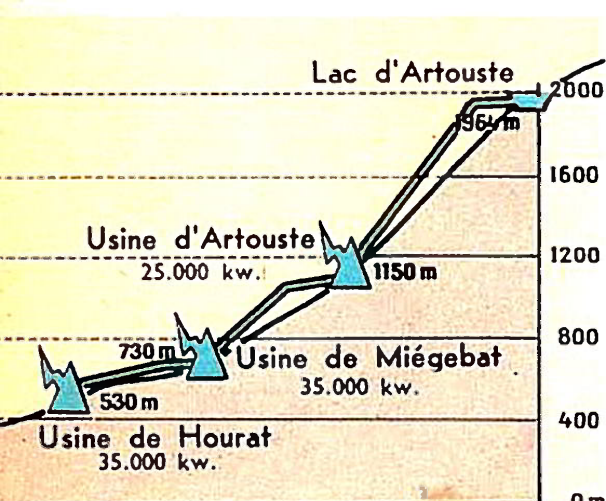 Lac d'Artouste
2000
1964 m
1600
Usine d'Artouste
1200
25.000 kw.
1150 m
800
730 m
Usine de Miégebat
35.000 kw.
530 m
400
Usine de Hourat
35.000 kw.
0 m